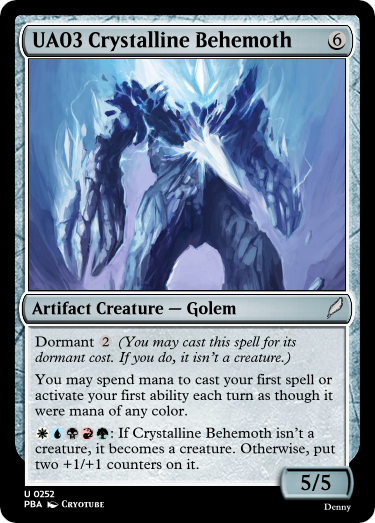 UA03 Crystalline Behemoth 6
Artifact Creature — Golem
Dormant 2 (You may cast this spell for its
dormant cost. If you do, it isn't a creature.)
You may spend mana to cast your first spell or
activate your first ability each turn as though it
were mana of any color.
: If Crystalline Behemoth isn't a
creature, it becomes a creature. Otherwise, put
two +1/+1 counters on it.
5/5
U 0252
PBA CRYOTUBE
Denny